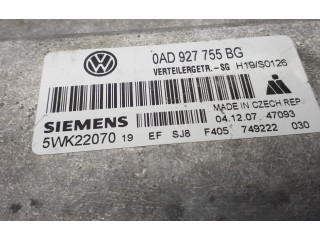 0AD 927 755 BG
VERTEILERGETR.-SG H19/S0126
MADE IN CZECH REP.
SIEMENS 04.12.07 47093
5WK22070 19 EF SJ8 F405 749222 030